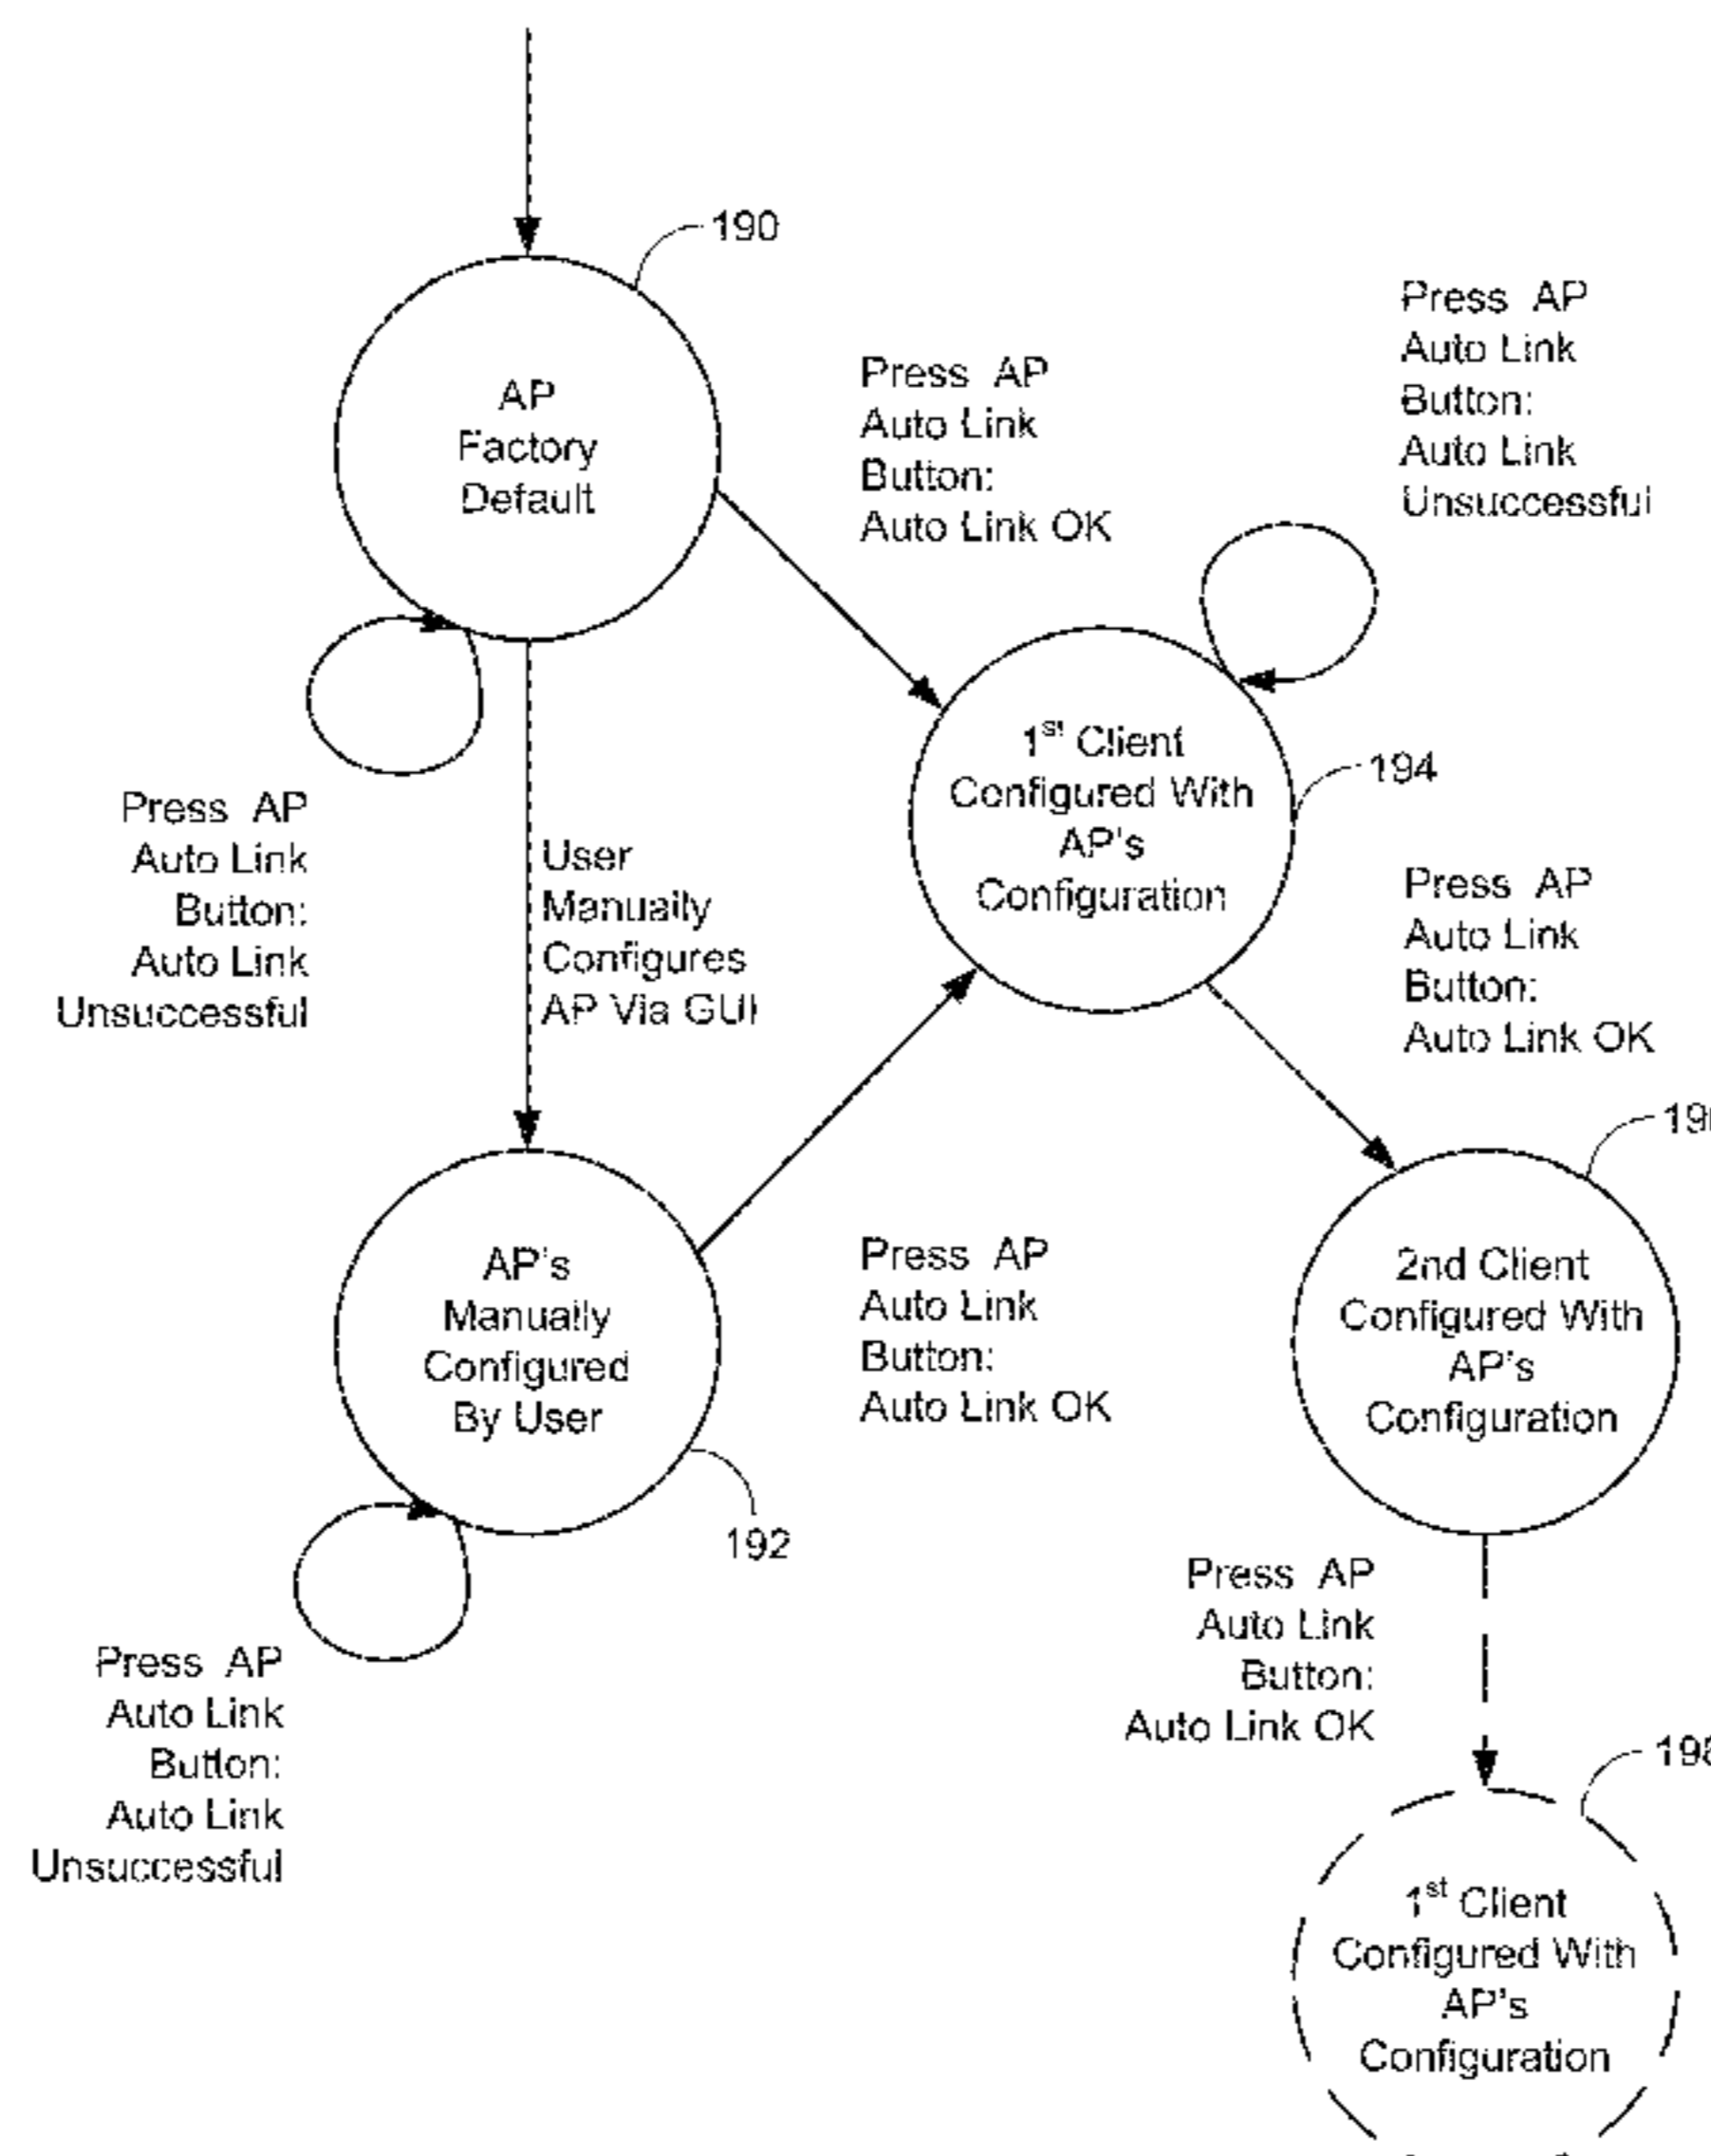 190
AP
Factory
Default
Press AP
Auto Link
Button:
Auto Link OK
Press AP
Auto Link
Button:
Auto Link
Unsuccessful
1st Client
Configured With
AP's
Configuration
194
Press AP
Auto Link
Button:
Auto Link
Unsuccessful
User
Manually
Configures
AP Via GUI
Press AP
Auto Link
Button:
Auto Link OK
AP's
Manually
Configured
By User
192
Press AP
Auto Link
Button:
Auto Link OK
2nd Client
Configured With
AP's
Configuration
Press AP
Auto Link
Button:
Auto Link
Unsuccessful
Press AP
Auto Link
Button:
Auto Link OK
198
1st Client
Configured With
AP's
Configuration